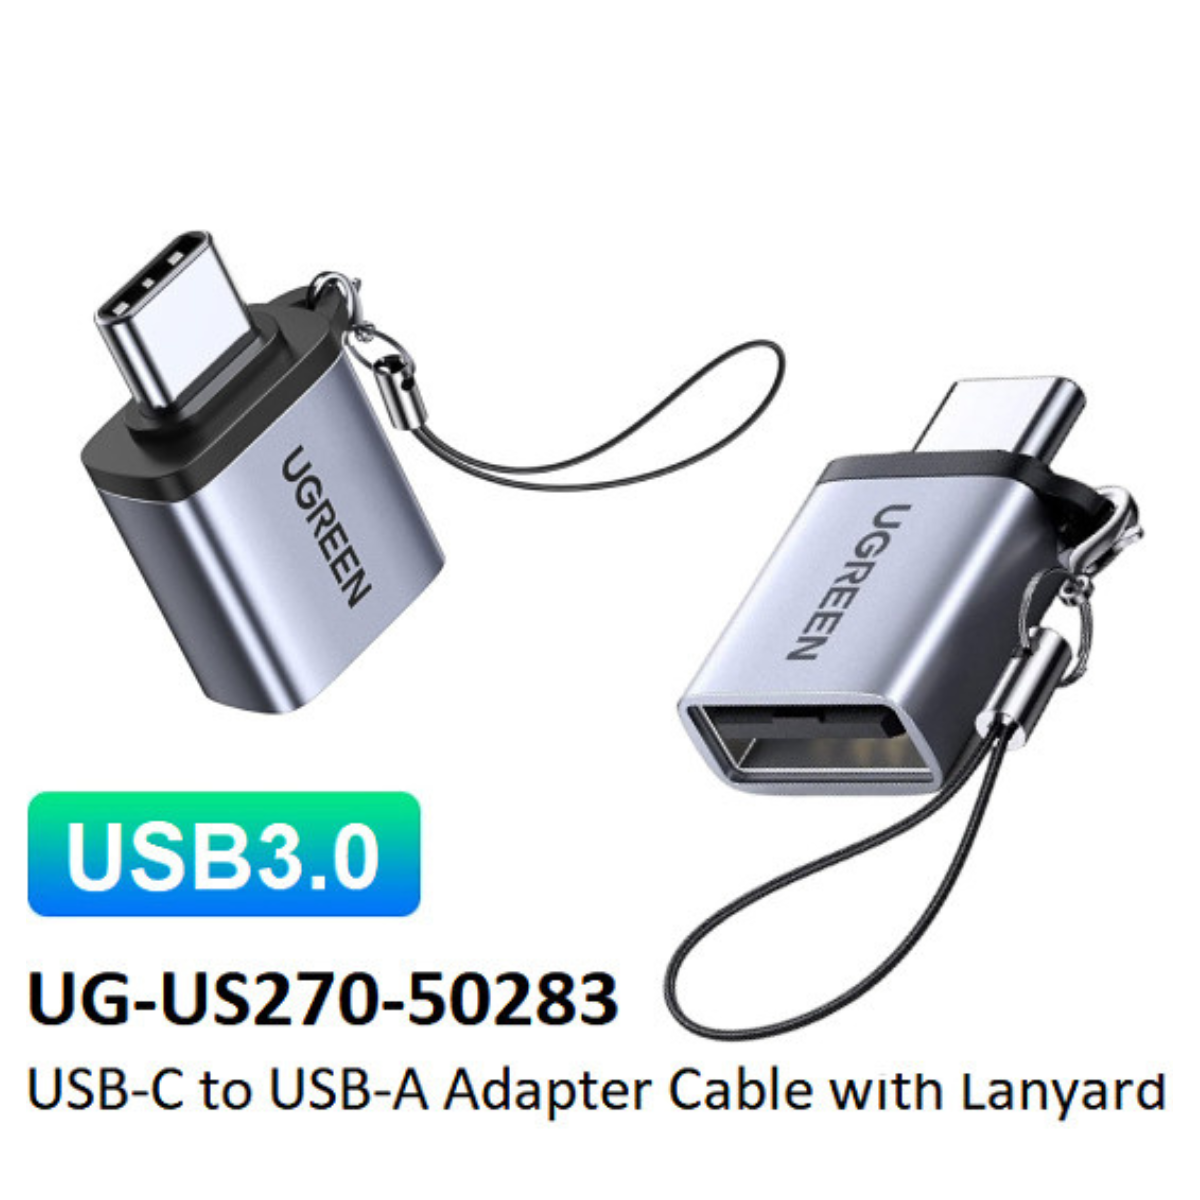 UGREEN
UGREEN
USB3.0
UG-US270-50283
USB-C to USB-A Adapter Cable with Lanyard